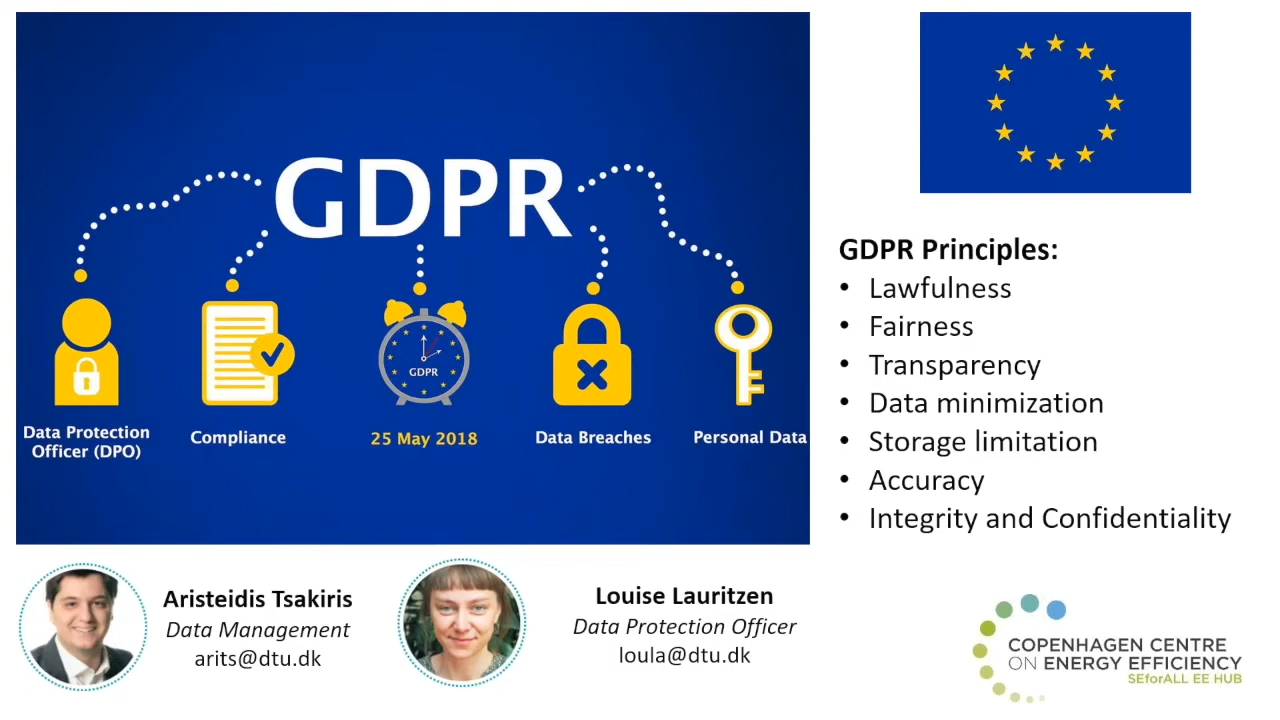 GDPR
GDPR
Data Protection
Officer (DPO)
Compliance
25 May 2018
Data Breaches
Personal Data
GDPR Principles:
• Lawfulness
• Fairness
• Transparency
• Data minimization
• Storage limitation
• Accuracy
• Integrity and Confidentiality
Aristeidis Tsakiris
Data Management
arits@dtu.dk
Louise Lauritzen
Data Protection Officer
loula@dtu.dk
COPENHAGEN CENTRE
ON ENERGY EFFICIENCY
SEforALL EE HUB